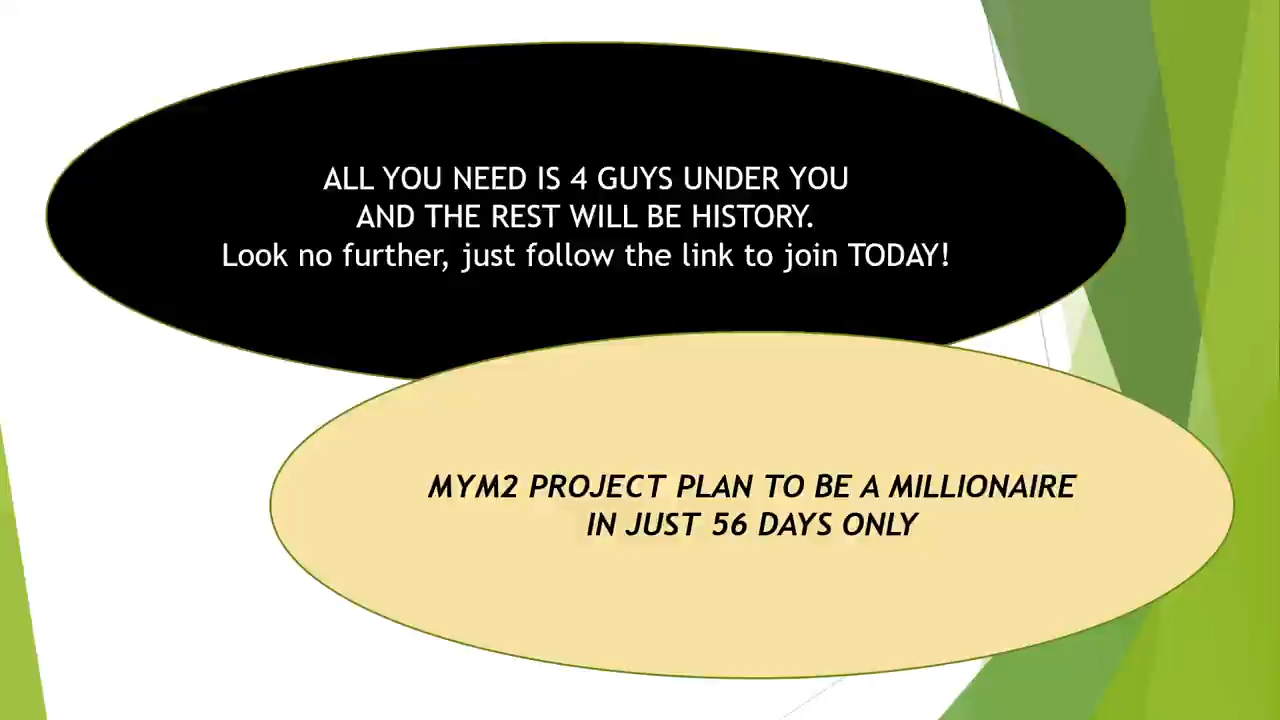 ALL YOU NEED IS 4 GUYS UNDER YOU
AND THE REST WILL BE HISTORY.
Look no further, just follow the link to join TODAY!
MYM2 PROJECT PLAN TO BE A MILLIONAIRE
IN JUST 56 DAYS ONLY